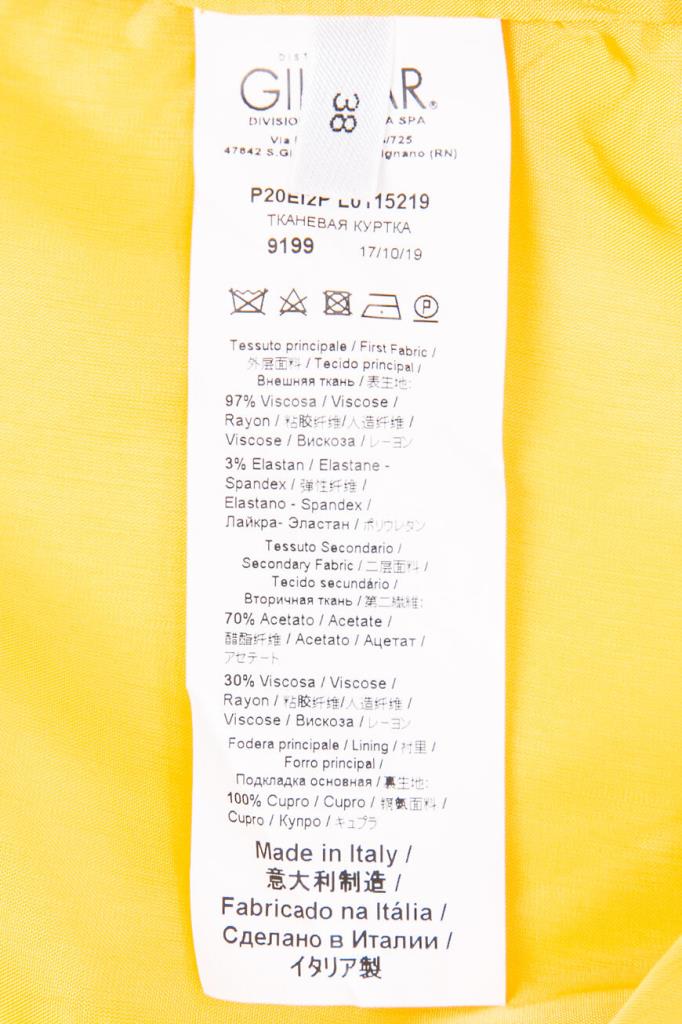 38
DIVISIO
A SPA
Via
/725
47842 S.Gi
ignano (RN)
ТКАНЕВАЯ КУРТКА
9199 17/10/19
P
Tessuto principale / First Fabric /
外层面料 / Tecido principal /
Внешняя ткань / 表生地:
97% Viscosa / Viscose /
Rayon / 粘胶纤维/人造纤维 /
Viscose / Вискоза / レーヨン
3% Elastan / Elastane -
Spandex / 弹性纤维 /
Elastano - Spandex /
Лайкра- Эластан / ポリウレタン
Tessuto Secondario /
Secondary Fabric / 二层面料 /
Tecido secundário /
Вторичная ткань / 第二繊維:
70% Acetato / Acetate /
醋酯纤维 / Acetato / Ацетат /
アセテート
30% Viscosa / Viscose /
Rayon / 粘胶纤维/人造纤维 /
Viscose / Вискоза / レーヨン
Fodera principale / Lining / 衬里 /
Forro principal /
Подкладка основная / 裏生地:
100% Cupro / Cupro / 铜氨面料 /
Cupro / Купро / キュプラ
Made in Italy /
意大利制造 /
Fabricado na Itália /
Сделано в Италии /
イタリア製